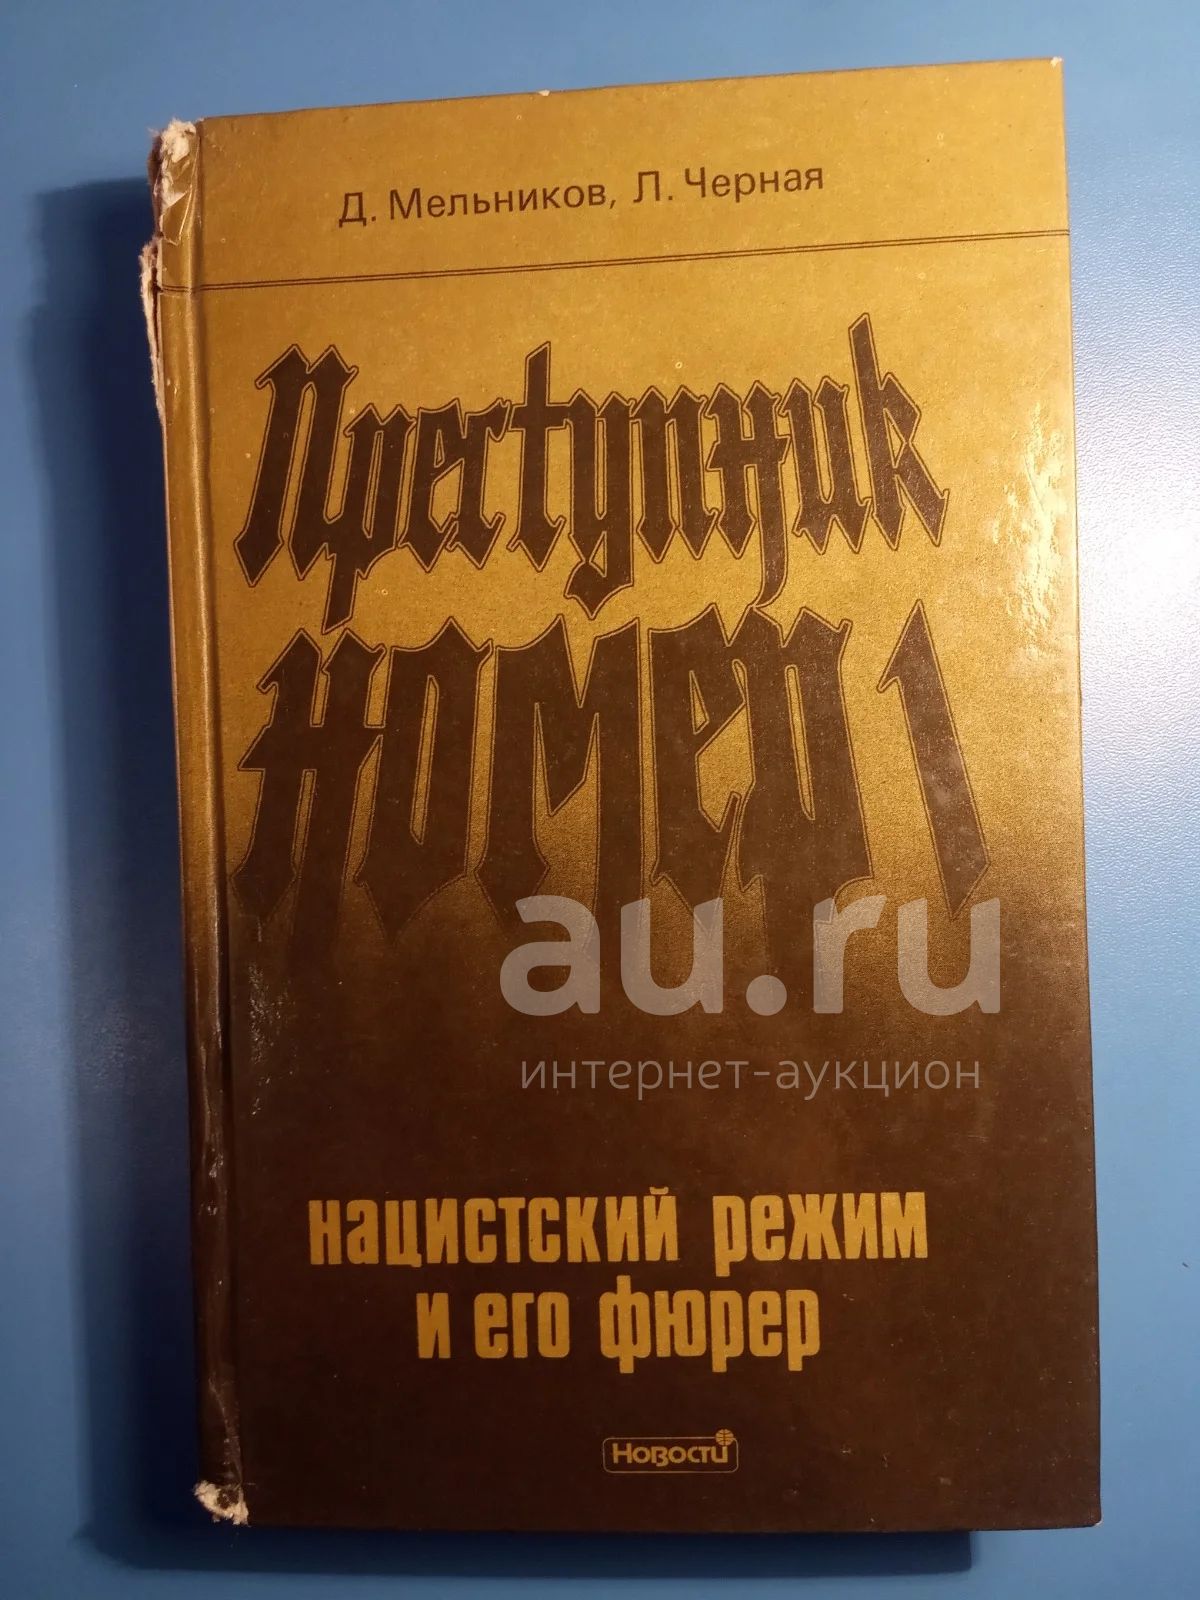 Д. Мельников, Л. Черная
Преступник
номер 1
au.ru
интернет-аукцион
нацистский режим
и его фюрер
Новости